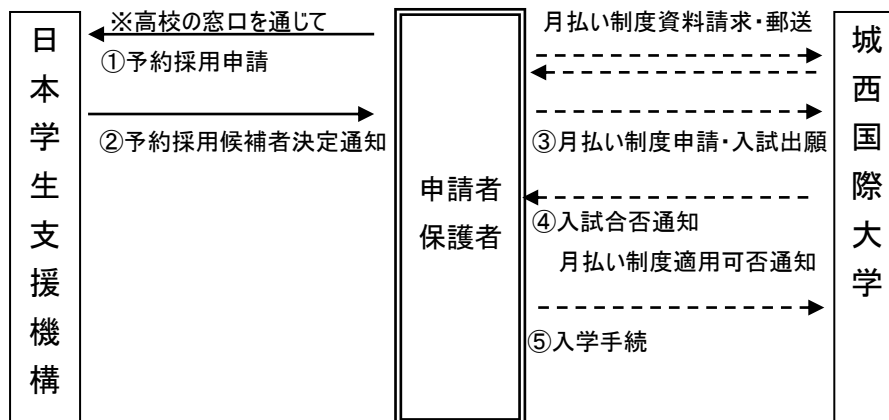 日本学生支援機構
※高校の窓口を通じて
①予約採用申請
②予約採用候補者決定通知
申請者
保護者
月払い制度資料請求・郵送
③月払い制度申請・入試出願
④入試合否通知
月払い制度適用可否通知
⑤入学手続
城西国際大学